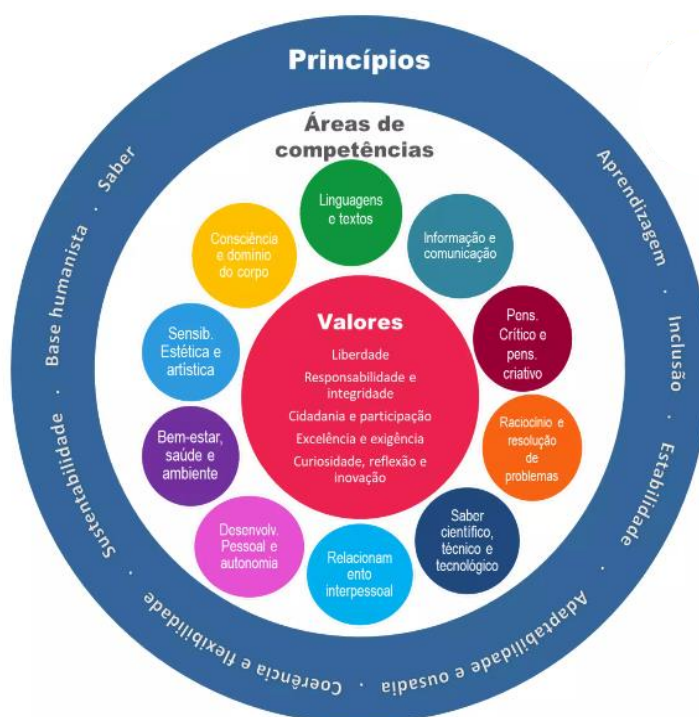 Princípios
Áreas de
competências
Linguagens
e textos
Informação e
comunicação
Pens.
Crítico e
pens.
criativo
Raciocínio e
resolução
de
problemas
Saber
científico,
técnico e
tecnológico
Relacionam
ento
interpessoal
Desenvolv.
Pessoal e
autonomia
Bem-estar,
saúde e
ambiente
Sensib.
Estética e
artística
Consciência
e domínio
do corpo
Valores
Liberdade
Responsabilidade e
integridade
Cidadania e participação
Excelência e exigência
Curiosidade, reflexão e
inovação
Aprendizagem · Inclusão · Estabilidade · Adaptabilidade e ousadia · Coerência e flexibilidade · Sustentabilidade · Base humanista · Saber